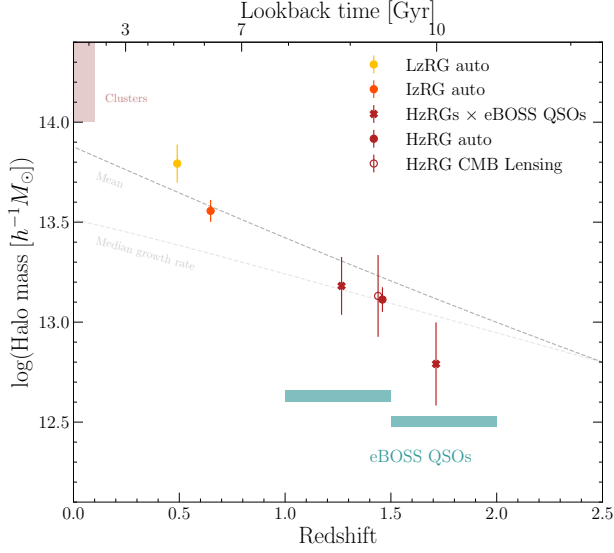 Lookback time [Gyr]
3 7 10
LzRG auto
IzRG auto
HzRGs × eBOSS QSOs
HzRG auto
HzRG CMB Lensing
Clusters
Mean
Median growth rate
eBOSS QSOs
log(Halo mass [h⁻¹M⊙])
14.0
13.5
13.0
12.5
0.0 0.5 1.0 1.5 2.0 2.5
Redshift